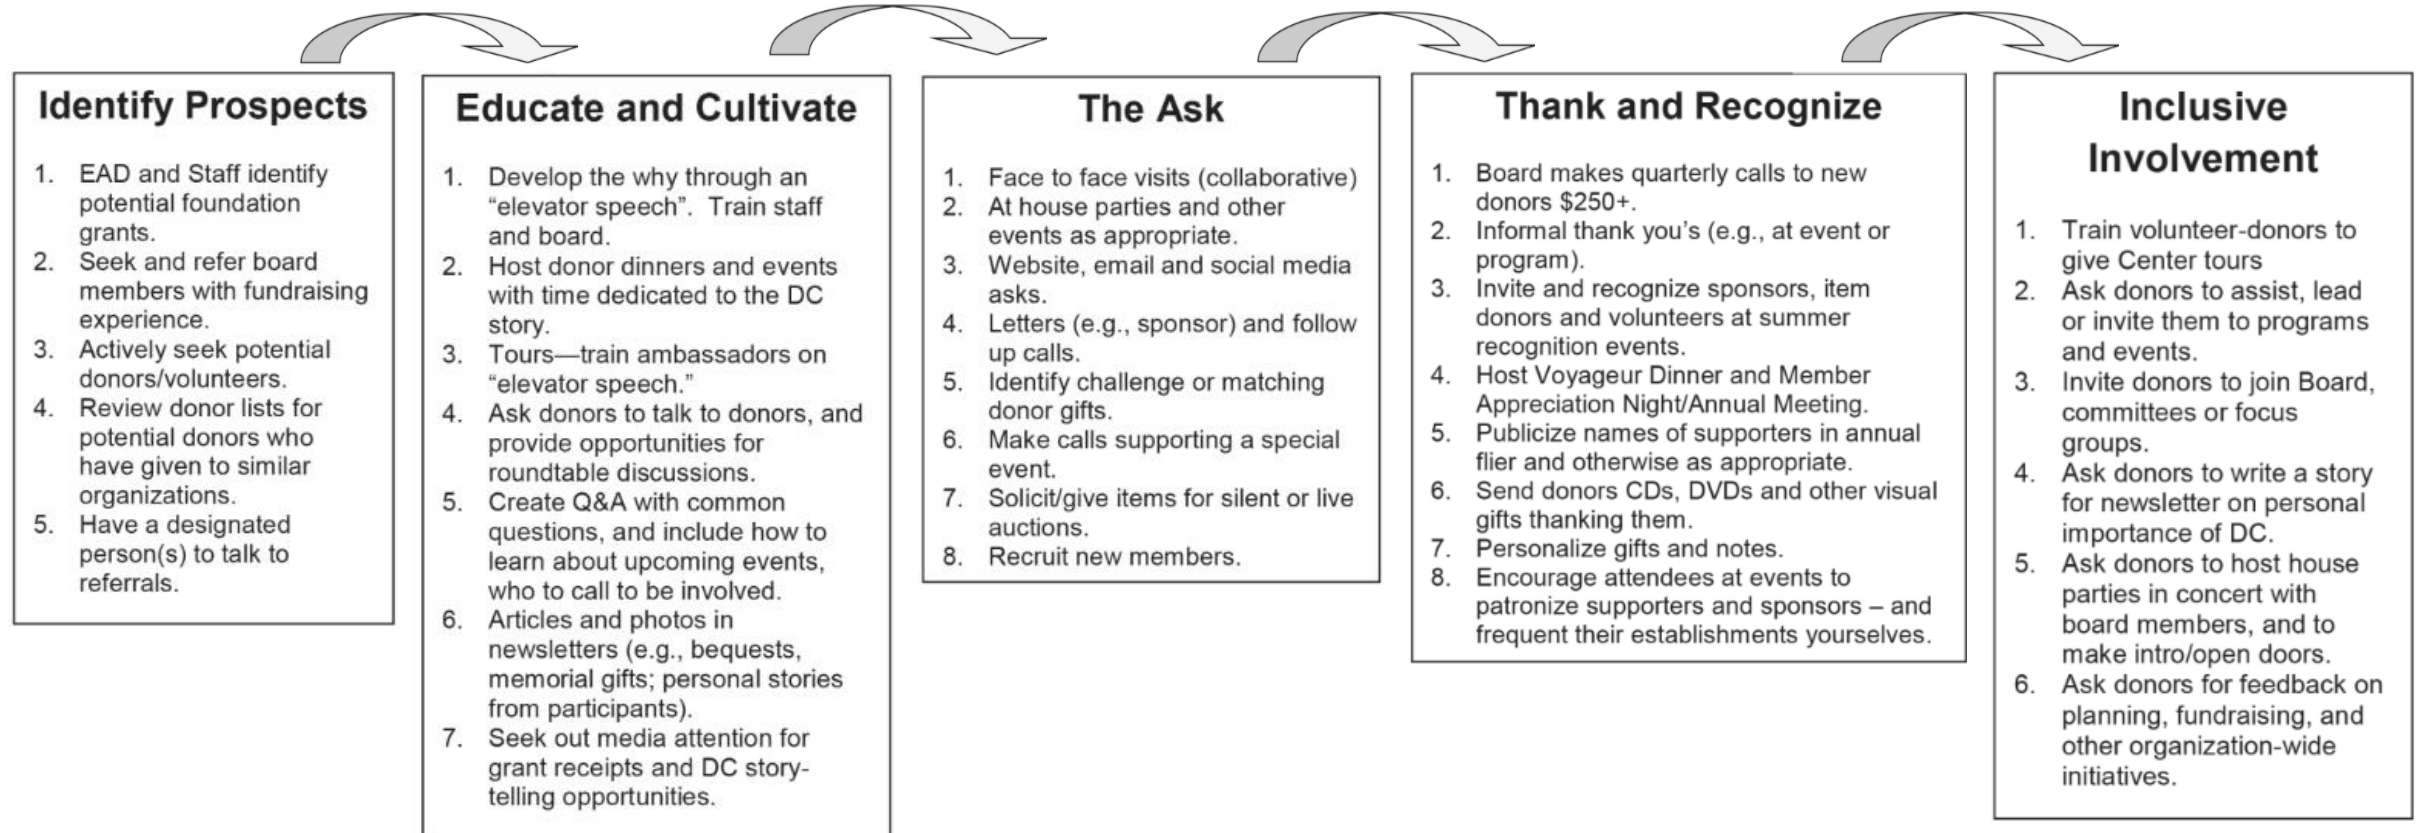 Identify Prospects
1. EAD and Staff identify
potential foundation
grants.
2. Seek and refer board
members with fundraising
experience.
3. Actively seek potential
donors/volunteers.
4. Review donor lists for
potential donors who
have given to similar
organizations.
5. Have a designated
person(s) to talk to
referrals.
Educate and Cultivate
1. Develop the why through an
“elevator speech”. Train staff
and board.
2. Host donor dinners and events
with time dedicated to the DC
story.
3. Tours—train ambassadors on
“elevator speech.”
4. Ask donors to talk to donors, and
provide opportunities for
roundtable discussions.
5. Create Q&A with common
questions, and include how to
learn about upcoming events,
who to call to be involved.
6. Articles and photos in
newsletters (e.g., bequests,
memorial gifts; personal stories
from participants).
7. Seek out media attention for
grant receipts and DC story-
telling opportunities.
The Ask
1. Face to face visits (collaborative)
2. At house parties and other
events as appropriate.
3. Website, email and social media
asks.
4. Letters (e.g., sponsor) and follow
up calls.
5. Identify challenge or matching
donor gifts.
6. Make calls supporting a special
event.
7. Solicit/give items for silent or live
auctions.
8. Recruit new members.
Thank and Recognize
1. Board makes quarterly calls to new
donors $250+.
2. Informal thank you’s (e.g., at event or
program).
3. Invite and recognize sponsors, item
donors and volunteers at summer
recognition events.
4. Host Voyageur Dinner and Member
Appreciation Night/Annual Meeting.
5. Publicize names of supporters in annual
flier and otherwise as appropriate.
6. Send donors CDs, DVDs and other visual
gifts thanking them.
7. Personalize gifts and notes.
8. Encourage attendees at events to
patronize supporters and sponsors – and
frequent their establishments yourselves.
Inclusive
Involvement
1. Train volunteer-donors to
give Center tours
2. Ask donors to assist, lead
or invite them to programs
and events.
3. Invite donors to join Board,
committees or focus
groups.
4. Ask donors to write a story
for newsletter on personal
importance of DC.
5. Ask donors to host house
parties in concert with
board members, and to
make intro/open doors.
6. Ask donors for feedback on
planning, fundraising, and
other organization-wide
initiatives.